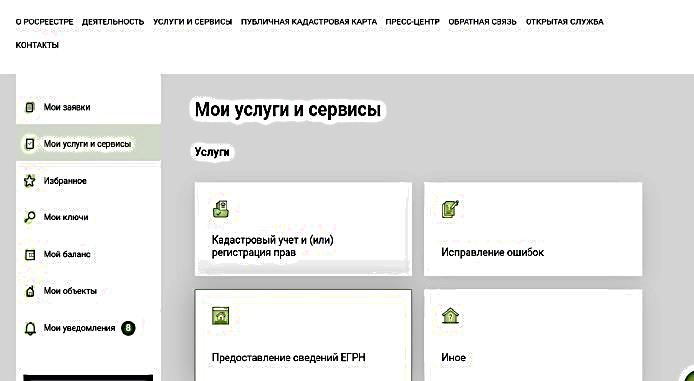 О РОСРЕЕСТРЕ ДЕЯТЕЛЬНОСТЬ УСЛУГИ И СЕРВИСЫ ПУБЛИЧНАЯ КАДАСТРОВАЯ КАРТА ПРЕСС-ЦЕНТР ОБРАТНАЯ СВЯЗЬ ОТКРЫТАЯ СЛУЖБА
КОНТАКТЫ
Мои заявки
Мои услуги и сервисы
Избранное
Мои ключи
Мой баланс
Мои объекты
Мои уведомления 8
Мои услуги и сервисы
Услуги
Кадастровый учет и (или)
регистрация прав
Исправление ошибок
Предоставление сведений ЕГРН
Иное